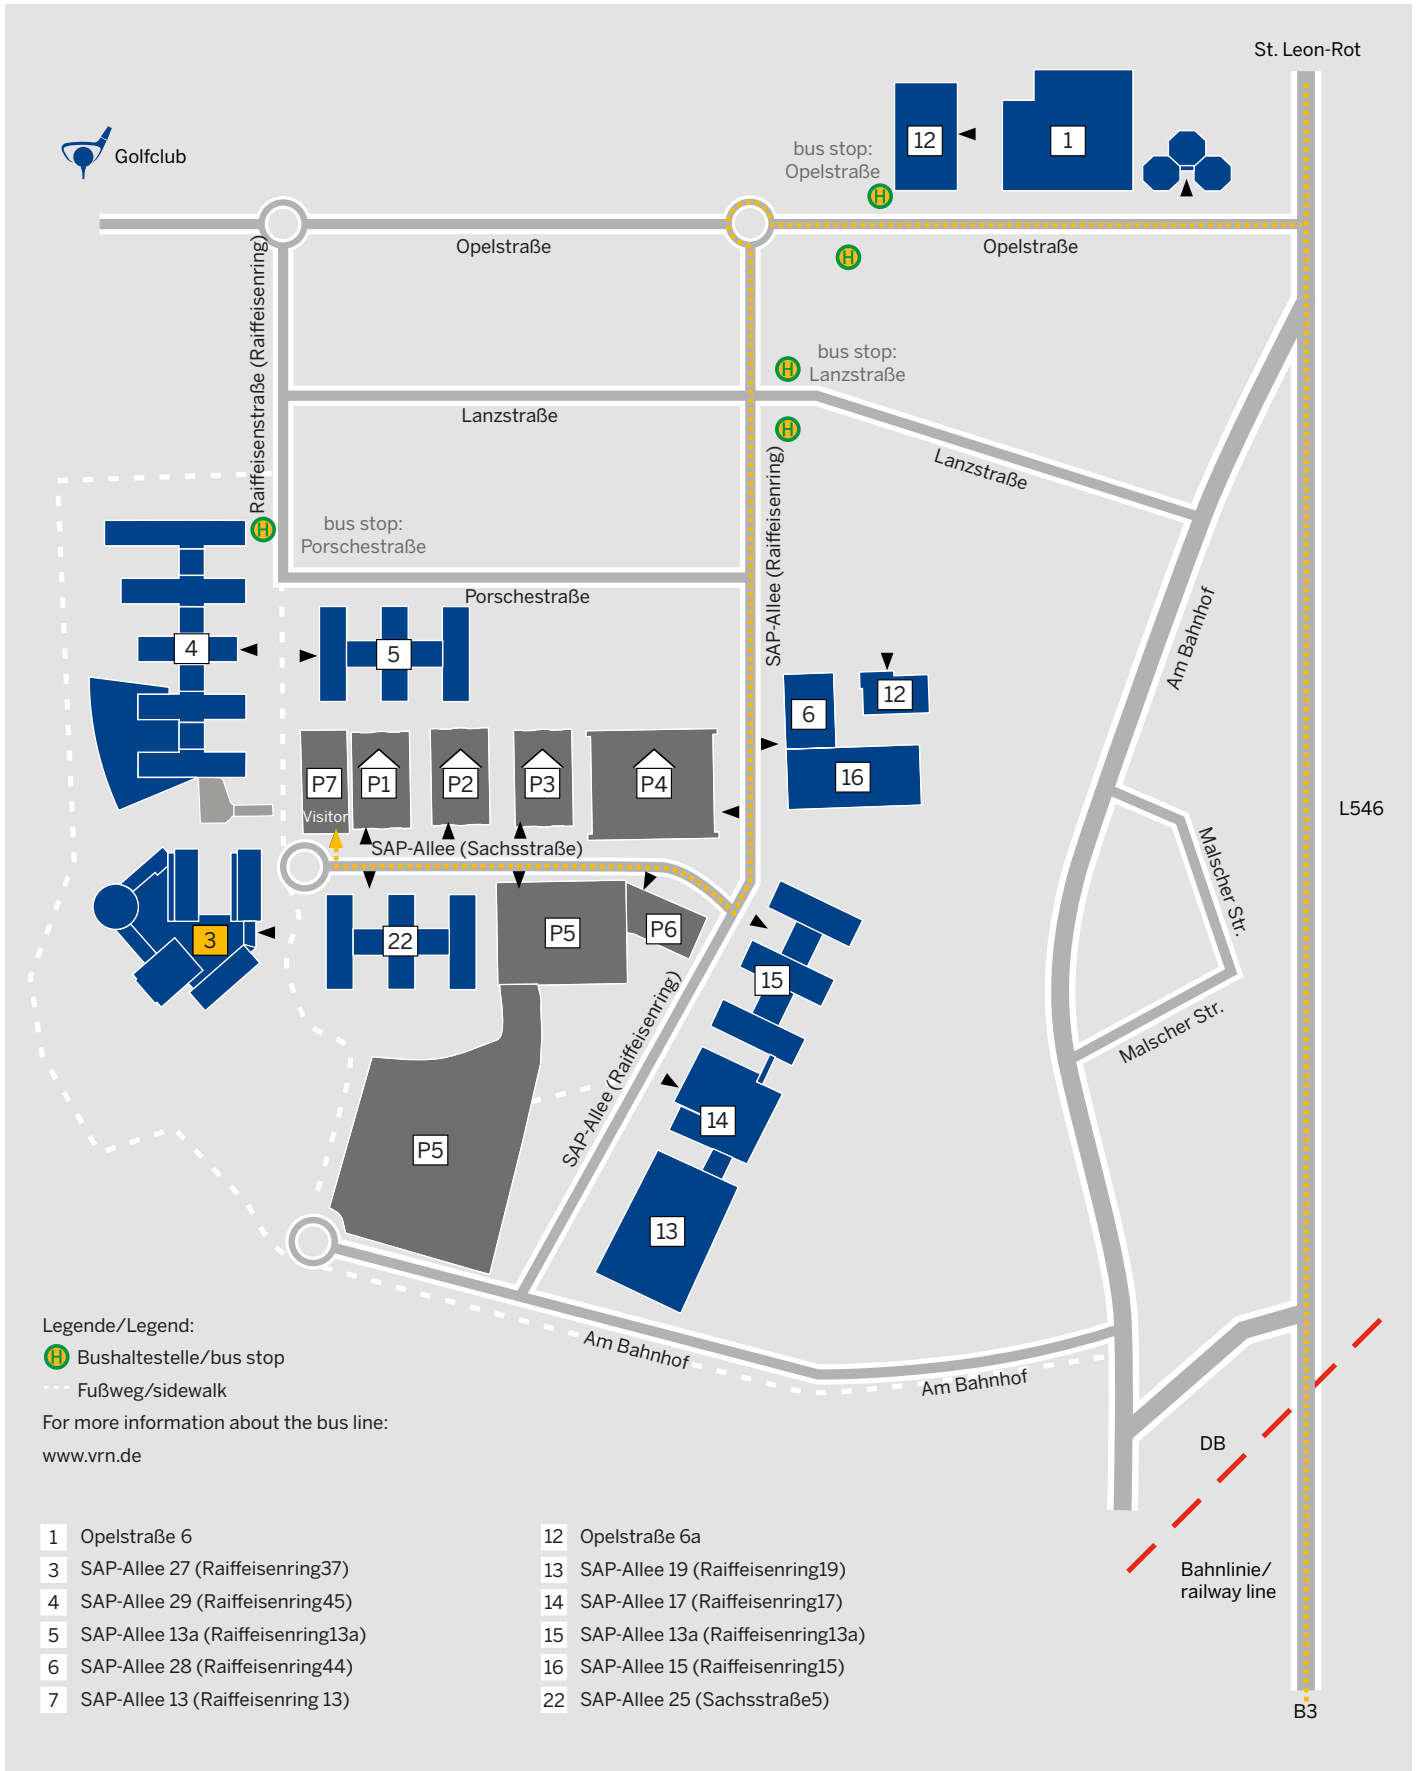 St. Leon-Rot
12
1
bus stop:
Opelstraße
H
Golfclub
Opelstraße
Opelstraße
H
Raiffeisenstraße (Raiffeisenring)
bus stop:
Lanzstraße
H
Lanzstraße
H
Lanzstraße
SAP-Allee (Raiffeisenring)
H
bus stop:
Porschestraße
Porschestraße
Am Bahnhof
4
5
6
12
16
P7
Visitor
P1
P2
P3
P4
L546
SAP-Allee (Sachsstraße)
Malscher Str.
3
22
P5
P6
15
SAP-Allee (Raiffeisenring)
Malscher Str.
14
P5
13
Am Bahnhof
Am Bahnhof
Legende/Legend:
H Bushaltestelle/bus stop
Fußweg/sidewalk
For more information about the bus line:
www.vrn.de
DB
Bahnlinie/
railway line
B3
1 Opelstraße 6
3 SAP-Allee 27 (Raiffeisenring37)
4 SAP-Allee 29 (Raiffeisenring45)
5 SAP-Allee 13a (Raiffeisenring13a)
6 SAP-Allee 28 (Raiffeisenring44)
7 SAP-Allee 13 (Raiffeisenring 13)
12 Opelstraße 6a
13 SAP-Allee 19 (Raiffeisenring19)
14 SAP-Allee 17 (Raiffeisenring17)
15 SAP-Allee 13a (Raiffeisenring13a)
16 SAP-Allee 15 (Raiffeisenring15)
22 SAP-Allee 25 (Sachsstraße5)